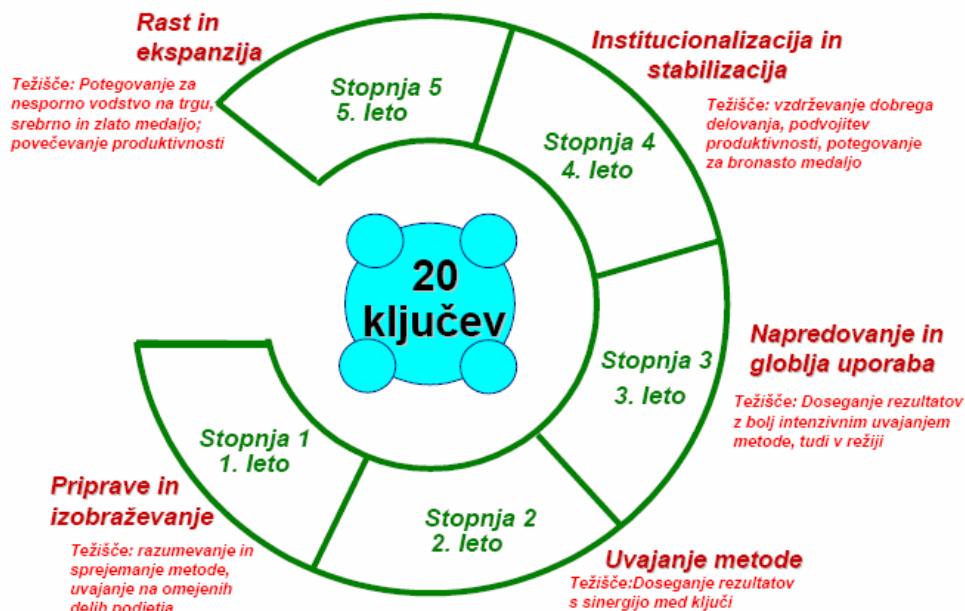 Rast in
ekspanzija
Težišče: Potegovanje za
nesporno vodstvo na trgu,
srebrno in zlato medaljo;
povečevanje produktivnosti
Stopnja 5
5. leto
Institucionalizacija in
stabilizacija
Težišče: vzdrževanje dobrega
delovanja, podvojitev
produktivnosti, potegovanje
za bronasto medaljo
Stopnja 4
4. leto
20
ključev
Napredovanje in
globlja uporaba
Težišče: Doseganje rezultatov
z bolj intenzivnim uvajanjem
metode, tudi v režiji
Stopnja 3
3. leto
Stopnja 1
1. leto
Priprave in
izobraževanje
Težišče: razumevanje in
sprejemanje metode,
uvajanje na omejenih
delih podjetja
Stopnja 2
2. leto
Uvajanje metode
Težišče:Doseganje rezultatov
s sinergijo med ključi